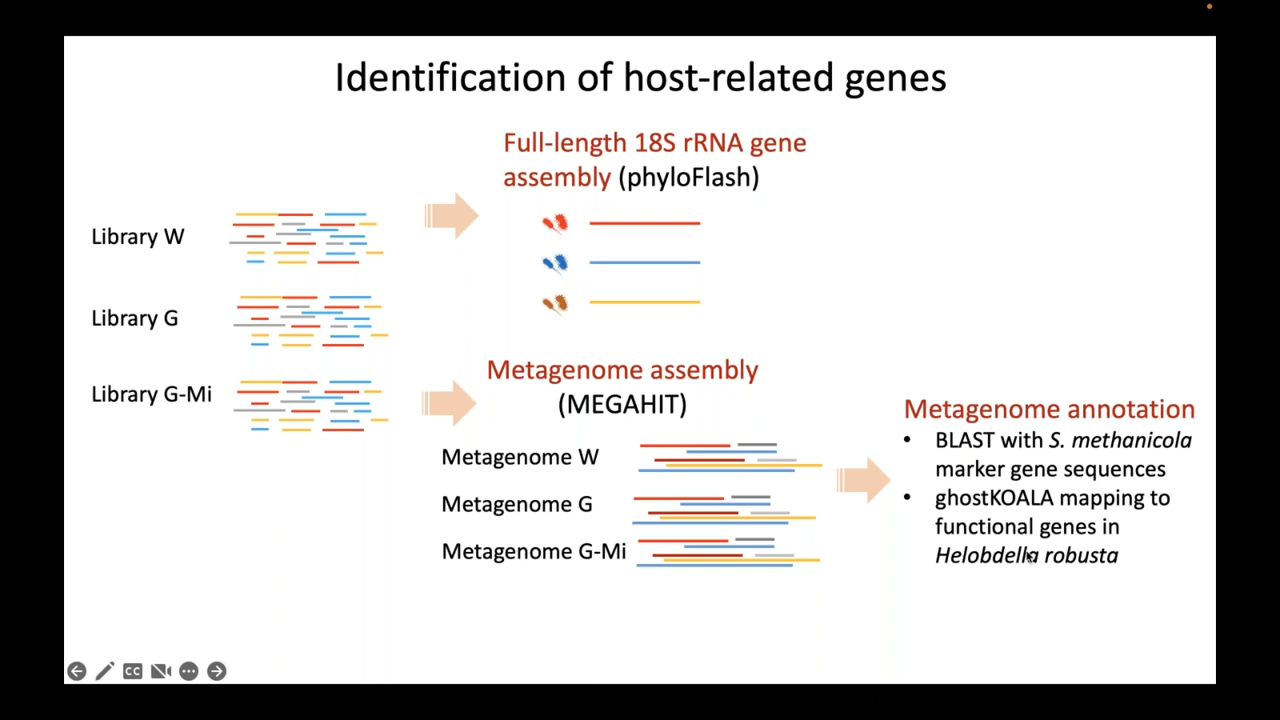 Identification of host-related genes
Full-length 18S rRNA gene
assembly (phyloFlash)
Library W
Library G
Library G-Mi
Metagenome assembly
(MEGAHIT)
Metagenome W
Metagenome G
Metagenome G-Mi
Metagenome annotation
• BLAST with S. methanicola
marker gene sequences
• ghostKOALA mapping to
functional genes in
Helobdella robusta
CC